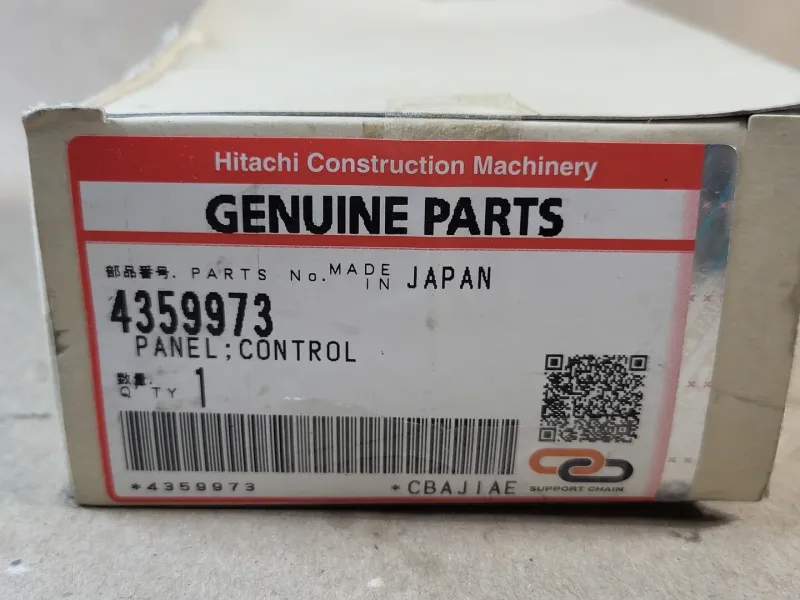 Hitachi Construction Machinery
GENUINE PARTS
部品番号. PARTS No. MADE IN JAPAN
4359973
PANEL;CONTROL
数量.
Q'TY 1
*4359973 *CBAJIAE
SUPPORT CHAIN